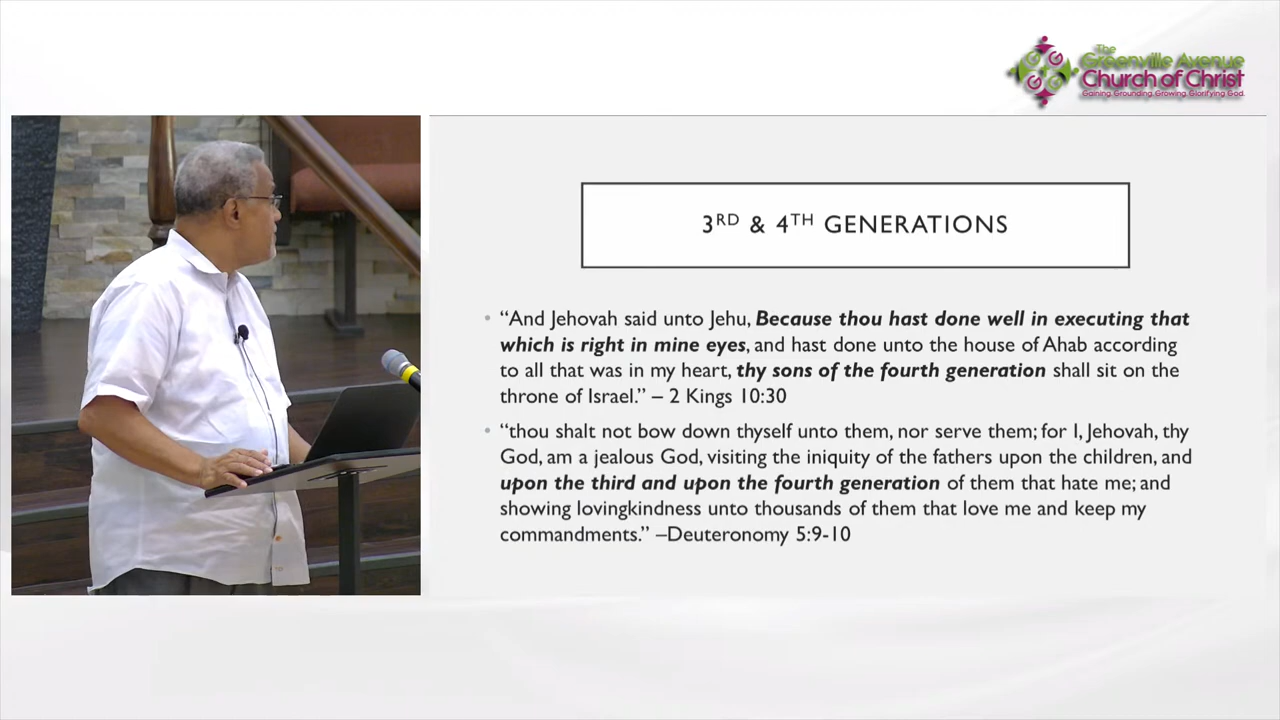 The
Greenville Avenue
Church of Christ
Gaining. Grounding. Growing. Glorifying God.
3RD & 4TH GENERATIONS
• “And Jehovah said unto Jehu, Because thou hast done well in executing that
which is right in mine eyes, and hast done unto the house of Ahab according
to all that was in my heart, thy sons of the fourth generation shall sit on the
throne of Israel.” – 2 Kings 10:30
• “thou shalt not bow down thyself unto them, nor serve them; for I, Jehovah, thy
God, am a jealous God, visiting the iniquity of the fathers upon the children, and
upon the third and upon the fourth generation of them that hate me; and
showing lovingkindness unto thousands of them that love me and keep my
commandments.” –Deuteronomy 5:9-10